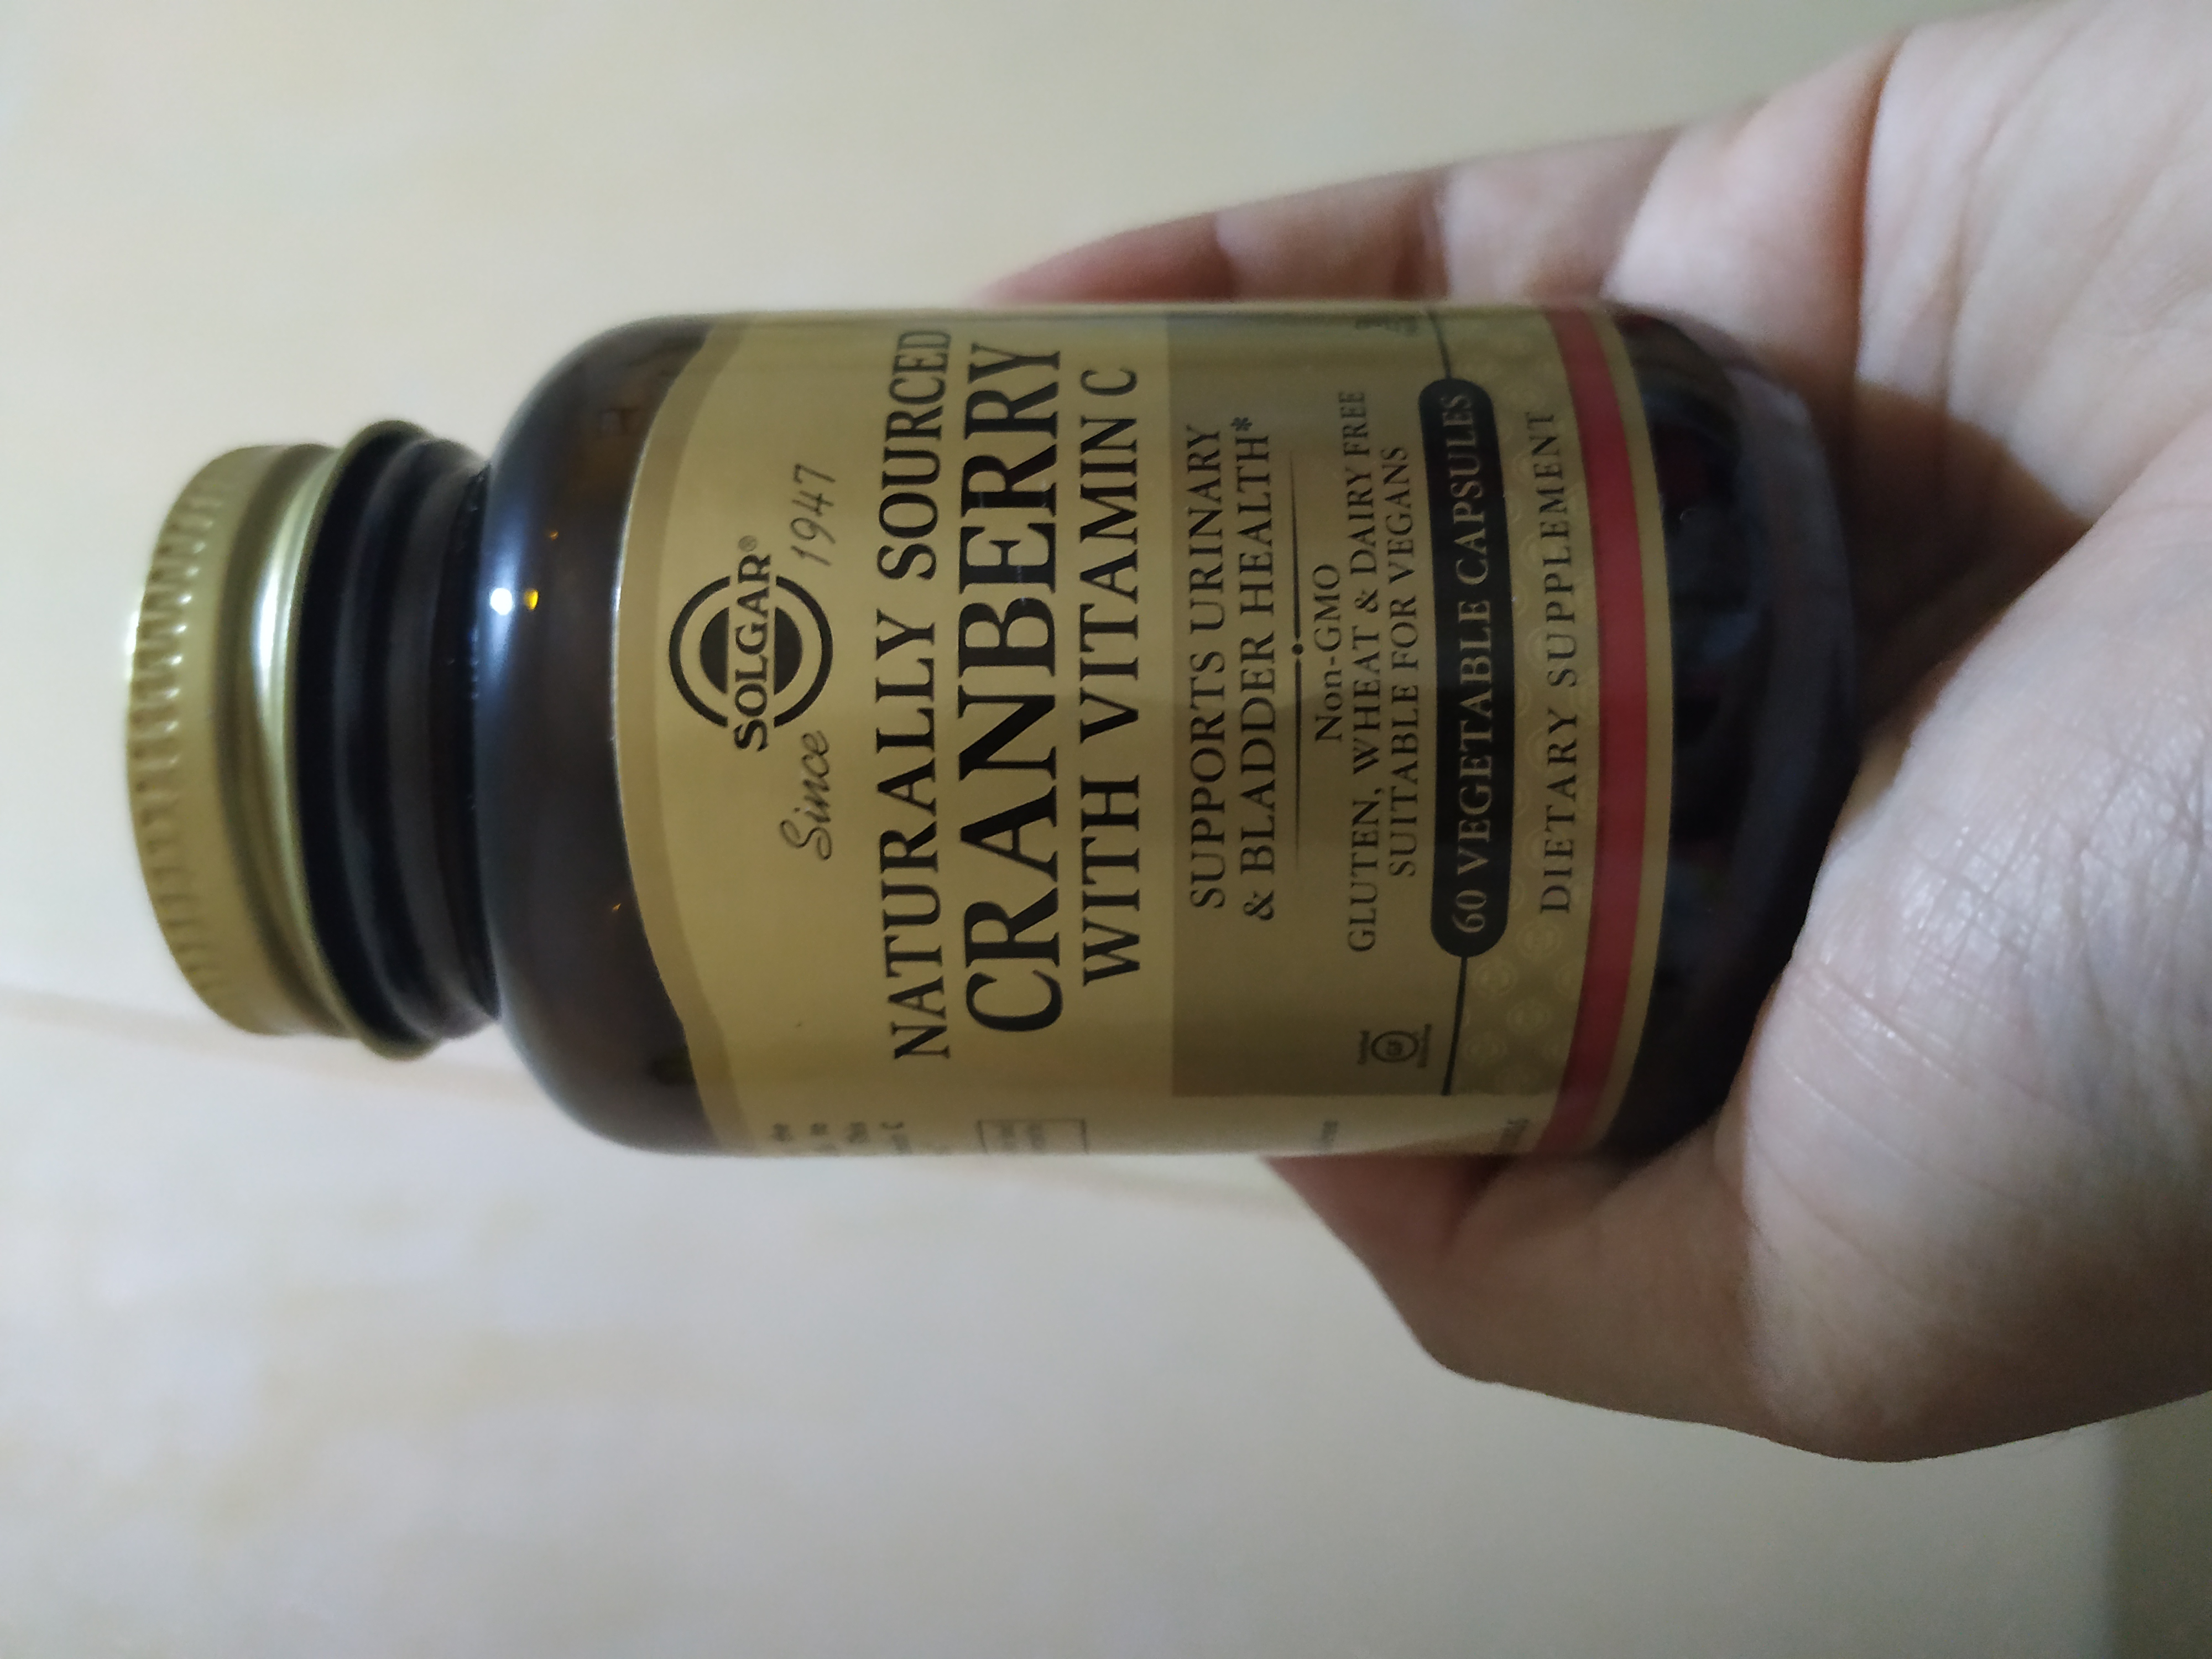 SOLGAR®
Since 1947
NATURALLY SOURCED
CRANBERRY
WITH VITAMIN C
SUPPORTS URINARY
& BLADDER HEALTH*
Non-GMO
GLUTEN, WHEAT & DAIRY FREE
SUITABLE FOR VEGANS
60 VEGETABLE CAPSULES
DIETARY SUPPLEMENT